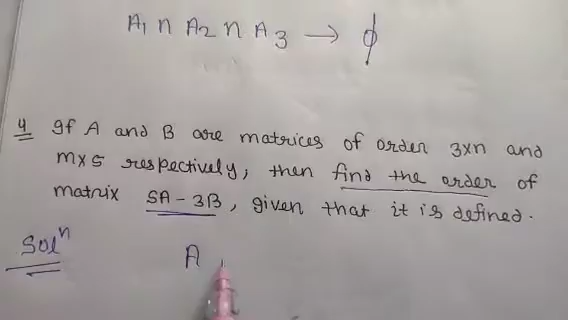 A1 ∩ A2 ∩ A3 → ϕ
4 If A and B are matrices of order 3×n and
m×5 respectively, then find the order of
matrix 5A - 3B, given that it is defined.
Solⁿ
A